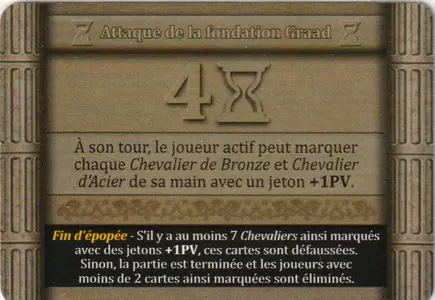 Attaque de la fondation Graad
4
À son tour, le joueur actif peut marquer
chaque Chevalier de Bronze et Chevalier
d'Acier de sa main avec un jeton +1PV.
Fin d'épopée - S'il y a au moins 7 Chevaliers ainsi marqués
avec des jetons +1PV, ces cartes sont défaussées.
Sinon, la partie est terminée et les joueurs avec
moins de 2 cartes ainsi marquées sont éliminés.